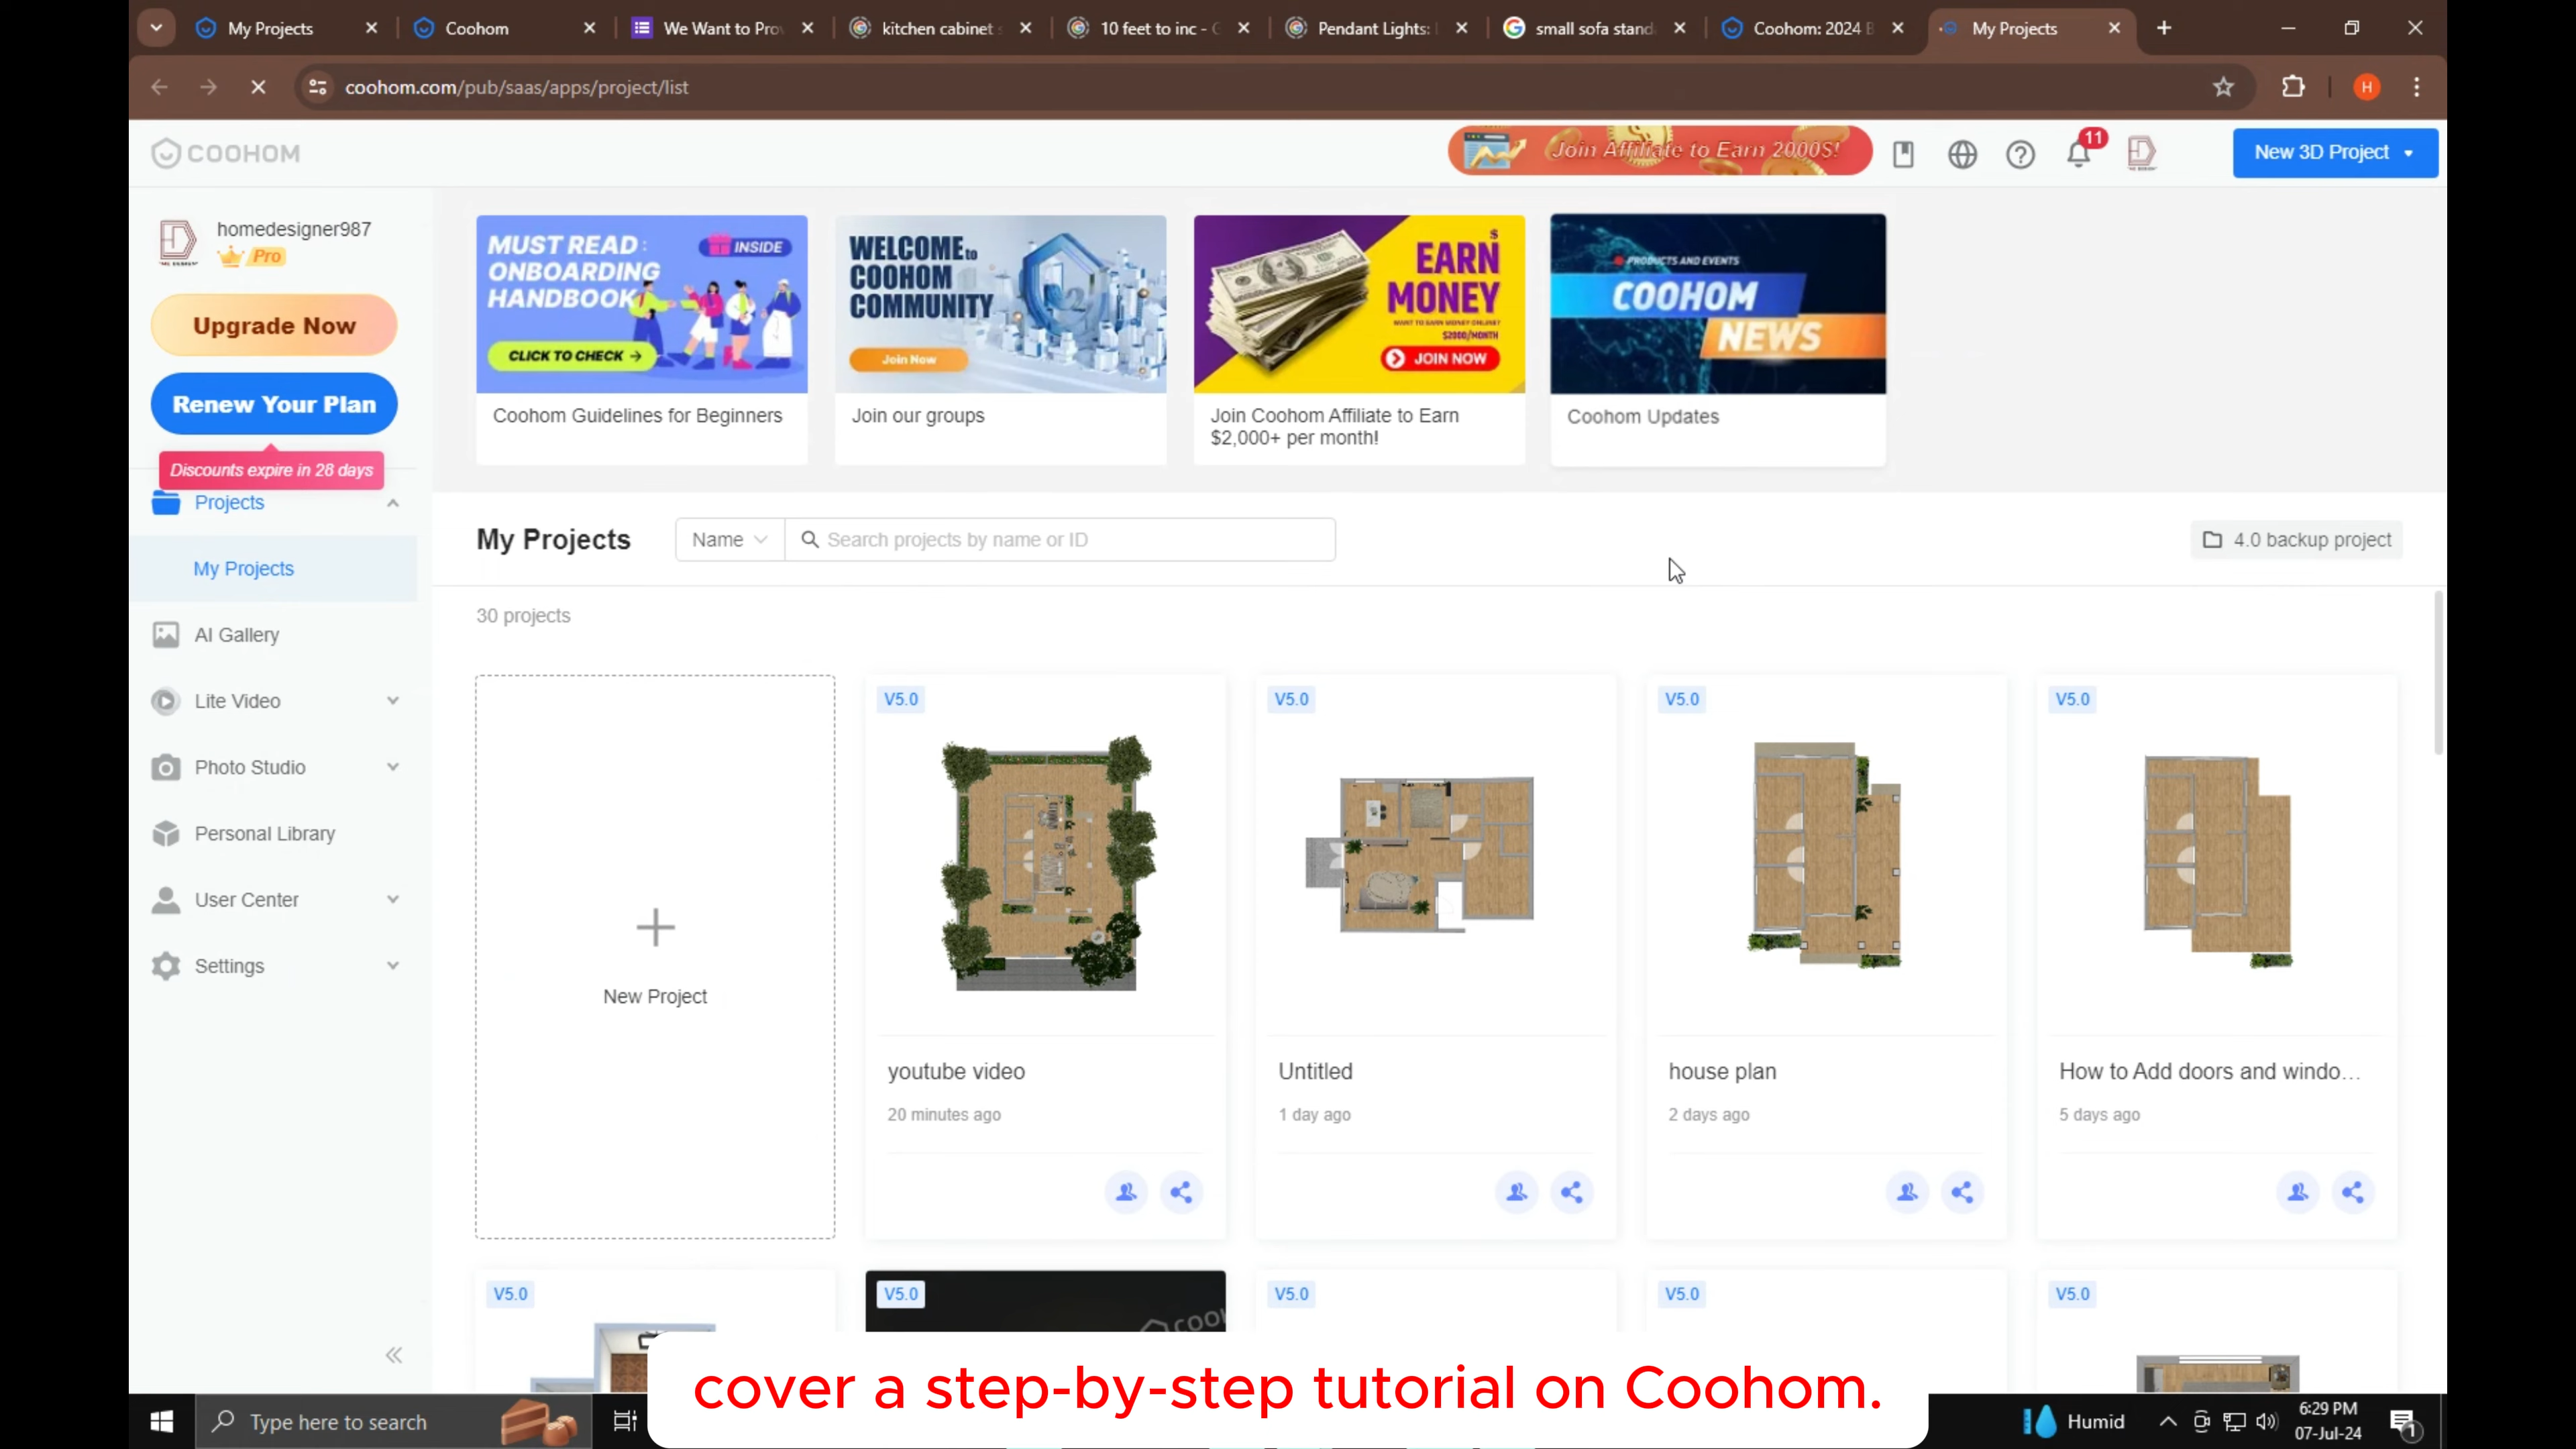 My Projects
Coohom
We Want to Pro
kitchen cabinet s
10 feet to inc - G
Pendant Lights:
small sofa stand
Coohom: 2024 B
My Projects
coohom.com/pub/saas/apps/project/list
H
COOHOM
Join Affiliate to Earn 2000$!
11
New 3D Project
homedesigner987
Pro
Upgrade Now
Renew Your Plan
Discounts expire in 28 days
Projects
My Projects
AI Gallery
Lite Video
Photo Studio
Personal Library
User Center
Settings
MUST READ :
INSIDE
ONBOARDING
HANDBOOK
CLICK TO CHECK →
Coohom Guidelines for Beginners
WELCOME to
COOHOM
COMMUNITY
Join Now
Join our groups
$
EARN
MONEY
WANT TO EARN MONEY ONLINE?
$2000/MONTH
JOIN NOW
Join Coohom Affiliate to Earn
$2,000+ per month!
PRODUCTS AND EVENTS
COOHOM
NEWS
Coohom Updates
My Projects
Name
Search projects by name or ID
4.0 backup project
30 projects
New Project
V5.0
youtube video
20 minutes ago
V5.0
Untitled
1 day ago
V5.0
house plan
2 days ago
V5.0
How to Add doors and windo...
5 days ago
V5.0
V5.0
COOH
V5.0
V5.0
V5.0
cover a step-by-step tutorial on Coohom.
Type here to search
Humid
6:29 PM
07-Jul-24
1